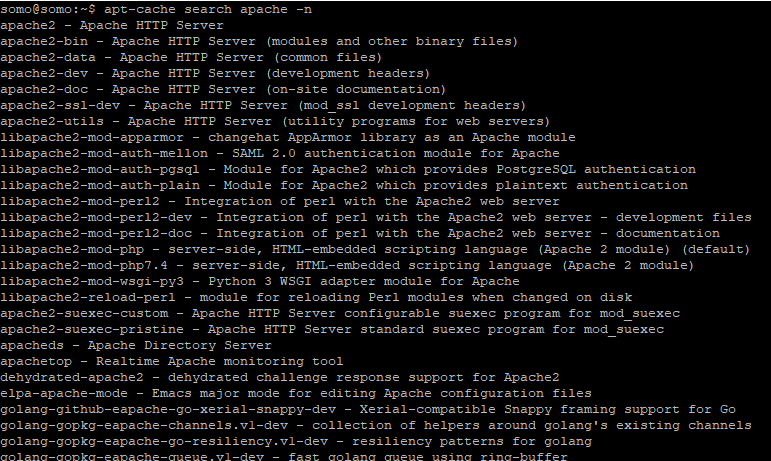 somo@somo:~$ apt-cache search apache -n
apache2 - Apache HTTP Server
apache2-bin - Apache HTTP Server (modules and other binary files)
apache2-data - Apache HTTP Server (common files)
apache2-dev - Apache HTTP Server (development headers)
apache2-doc - Apache HTTP Server (on-site documentation)
apache2-ssl-dev - Apache HTTP Server (mod_ssl development headers)
apache2-utils - Apache HTTP Server (utility programs for web servers)
libapache2-mod-apparmor - changehat AppArmor library as an Apache module
libapache2-mod-auth-mellon - SAML 2.0 authentication module for Apache
libapache2-mod-auth-pgsql - Module for Apache2 which provides PostgreSQL authentication
libapache2-mod-auth-plain - Module for Apache2 which provides plaintext authentication
libapache2-mod-perl2 - Integration of perl with the Apache2 web server
libapache2-mod-perl2-dev - Integration of perl with the Apache2 web server - development files
libapache2-mod-perl2-doc - Integration of perl with the Apache2 web server - documentation
libapache2-mod-php - server-side, HTML-embedded scripting language (Apache 2 module) (default)
libapache2-mod-php7.4 - server-side, HTML-embedded scripting language (Apache 2 module)
libapache2-mod-wsgi-py3 - Python 3 WSGI adapter module for Apache
libapache2-reload-perl - module for reloading Perl modules when changed on disk
apache2-suexec-custom - Apache HTTP Server configurable suexec program for mod_suexec
apache2-suexec-pristine - Apache HTTP Server standard suexec program for mod_suexec
apacheds - Apache Directory Server
apachetop - Realtime Apache monitoring tool
dehydrated-apache2 - dehydrated challenge response support for Apache2
elpa-apache-mode - Emacs major mode for editing Apache configuration files
golang-github-eapache-go-xerial-snappy-dev - Xerial-compatible Snappy framing support for Go
golang-gopkg-eapache-channels.v1-dev - collection of helpers around golang's existing channels
golang-gopkg-eapache-go-resiliency.v1-dev - resiliency patterns for golang
golang-gopkg-eapache-queue.v1-dev - fast golang queue using ring-buffer